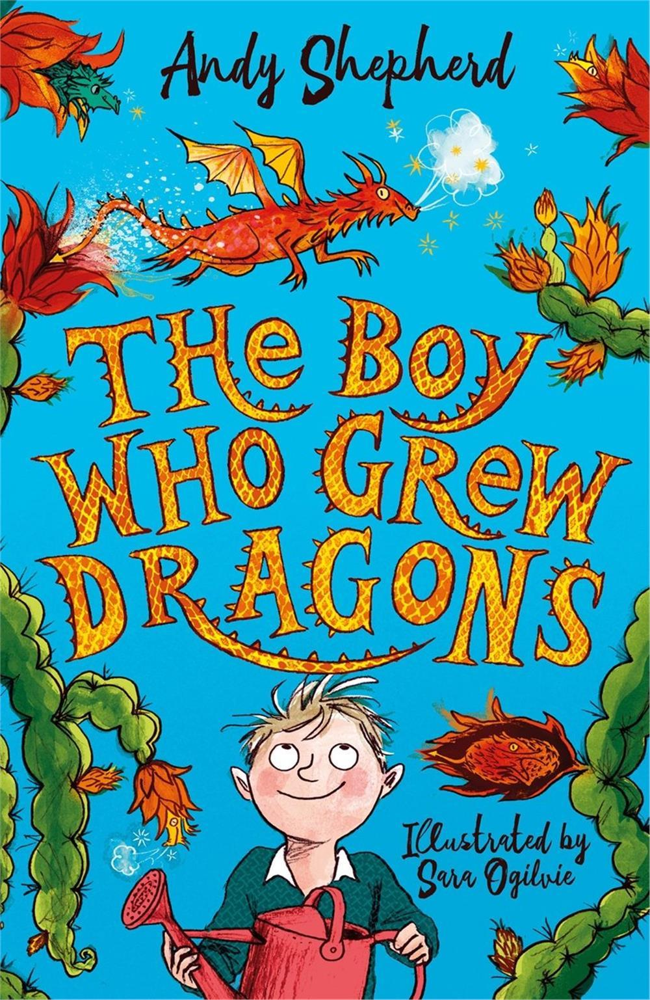 Andy Shepherd
THe BOY
WHO GReW
DRAGONS
Illustrated by
Sara Ogilvie